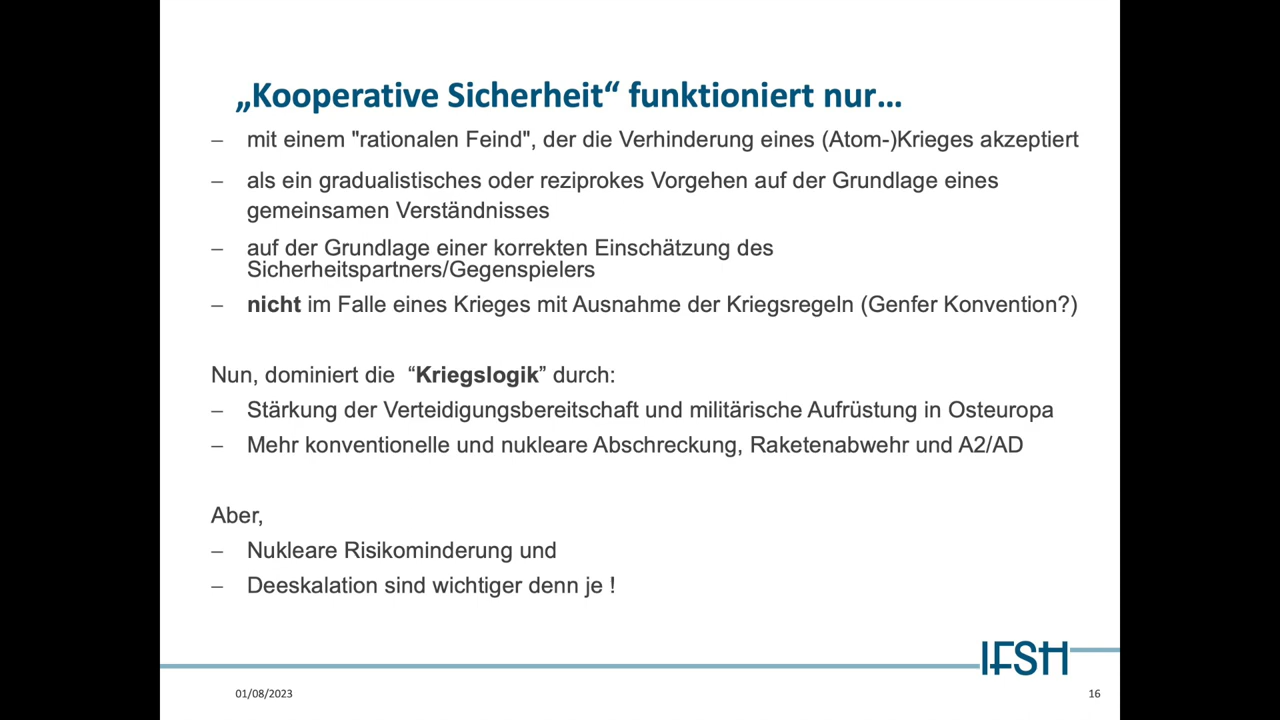 „Kooperative Sicherheit“ funktioniert nur…
– mit einem "rationalen Feind", der die Verhinderung eines (Atom-)Krieges akzeptiert
– als ein gradualistisches oder reziprokes Vorgehen auf der Grundlage eines
gemeinsamen Verständnisses
– auf der Grundlage einer korrekten Einschätzung des
Sicherheitspartners/Gegenspielers
– nicht im Falle eines Krieges mit Ausnahme der Kriegsregeln (Genfer Konvention?)
Nun, dominiert die “Kriegslogik” durch:
– Stärkung der Verteidigungsbereitschaft und militärische Aufrüstung in Osteuropa
– Mehr konventionelle und nukleare Abschreckung, Raketenabwehr und A2/AD
Aber,
– Nukleare Risikominderung und
– Deeskalation sind wichtiger denn je !
IFSH
01/08/2023
16